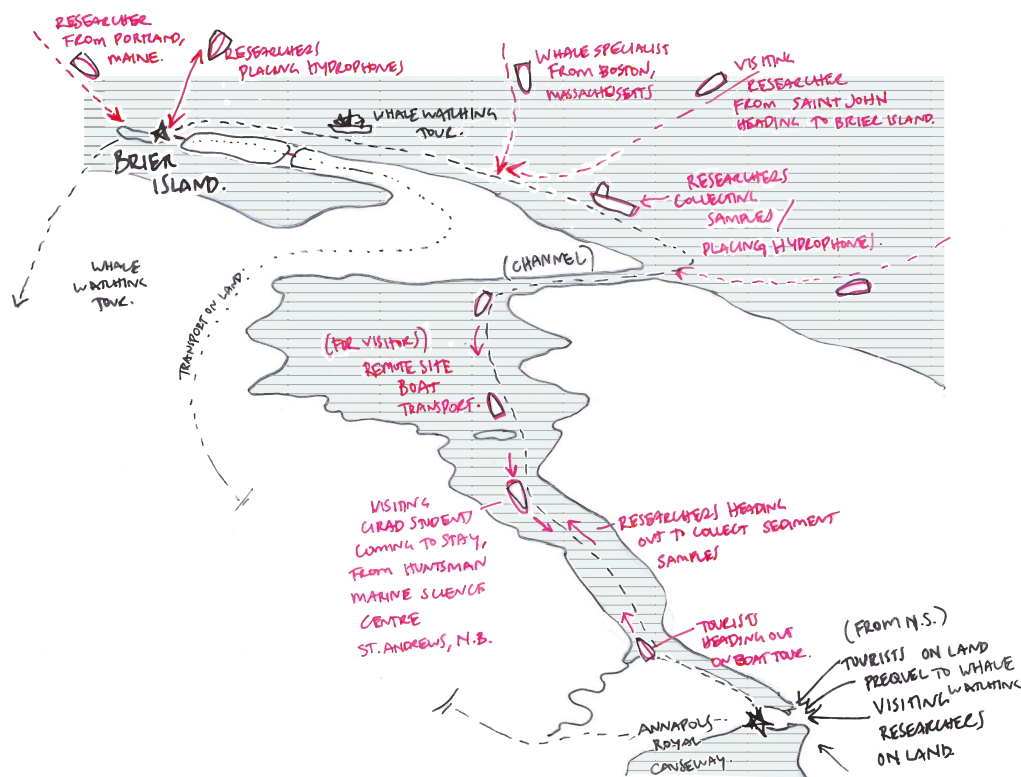 RESEARCHER
FROM PORTLAND,
MAINE.
RESEARCHERS
PLACING HYDROPHONES
WHALE SPECIALIST
FROM BOSTON,
MASSACHUSETTS
VISITING
RESEARCHER
FROM SAINT JOHN
HEADING TO BRIER ISLAND.
WHALE WATCHING
TOUR.
BRIER
ISLAND.
RESEARCHERS
COLLECTING
SAMPLES/
PLACING HYDROPHONES.
WHALE
WATCHING
TOUR.
(CHANNEL)
TRANSPORT ON LAND.
(FOR VISITORS)
REMOTE SITE
BOAT
TRANSPORT.
VISITING
GRAD STUDENTS
COMING TO STAY,
FROM HUNTSMAN
MARINE SCIENCE
CENTRE
ST. ANDREWS, N.B.
RESEARCHERS HEADING
OUT TO COLLECT SEDIMENT
SAMPLES
TOURISTS
HEADING OUT
ON BOAT TOUR.
(FROM N.S.)
TOURISTS ON LAND
PREQUEL TO WHALE
WATCHING
VISITING
RESEARCHERS
ON LAND
ANNAPOLIS
ROYAL
CAUSEWAY.